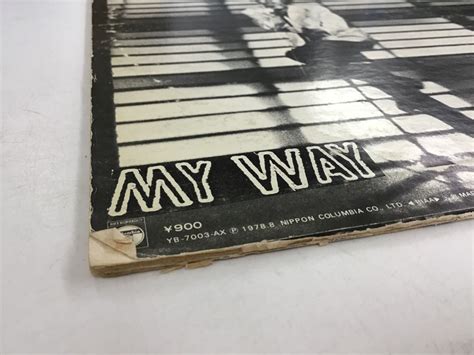 MY WAY
¥900
YB-7003-AX Ⓟ 1978.8 NIPPON COLUMBIA CO., LTD.